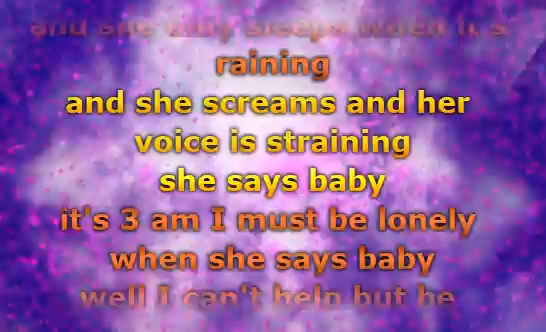 and she only sleeps when it's
raining
and she screams and her
voice is straining
she says baby
it's 3 am I must be lonely
when she says baby
well I can't help but be